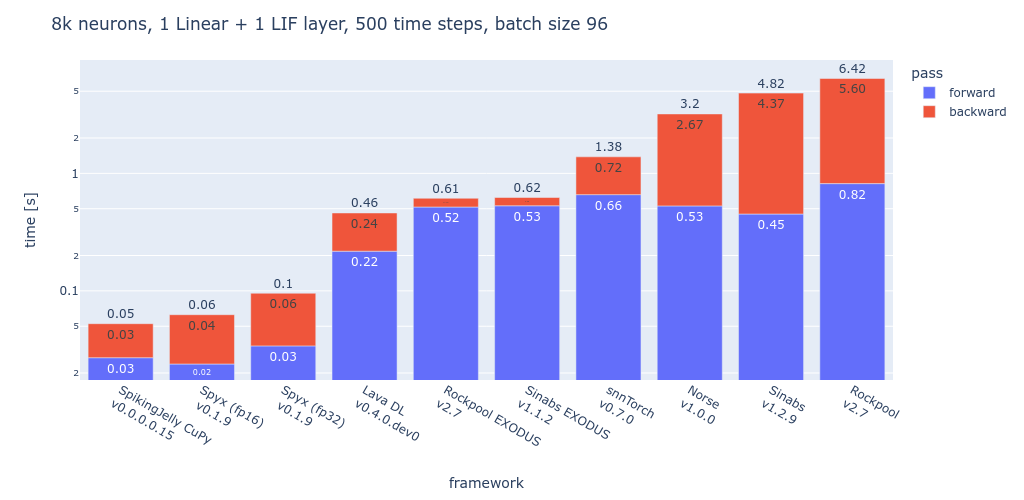 8k neurons, 1 Linear + 1 LIF layer, 500 time steps, batch size 96
pass
forward
backward
time [s]
5
2
1
5
2
0.1
5
2
0.05
0.03
0.03
0.06
0.04
0.02
0.1
0.06
0.03
0.46
0.24
0.22
0.61
0.52
0.62
0.53
1.38
0.72
0.66
3.2
2.67
0.53
4.82
4.37
0.45
6.42
5.60
0.82
SpikingJelly CuPy
v0.0.0.0.15
Spyx (fp16)
v0.1.9
Spyx (fp32)
v0.1.9
Lava DL
v0.4.0.dev0
Rockpool EXODUS
v2.7
Sinabs EXODUS
v1.1.2
snnTorch
v0.7.0
Norse
v1.0.0
Sinabs
v1.2.9
Rockpool
v2.7
framework